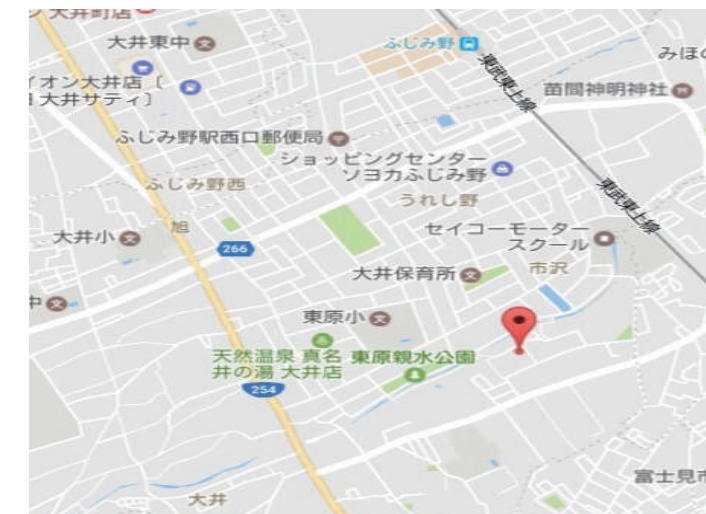 大井町店
大井東中
ふじみ野
東武東上線
みほの
イオン大井店〔
大井サティ〕
苗間神明神社
ふじみ野駅西口郵便局
ショッピングセンター
ソヨカふじみ野
ふじみ野西
うれしの野
東武東上線
旭
大井小
266
セイコーモーター
スクール
大井保育所
市沢
中
東原小
天然温泉 真名
井の湯 大井店
東原親水公園
254
大井
富士見市